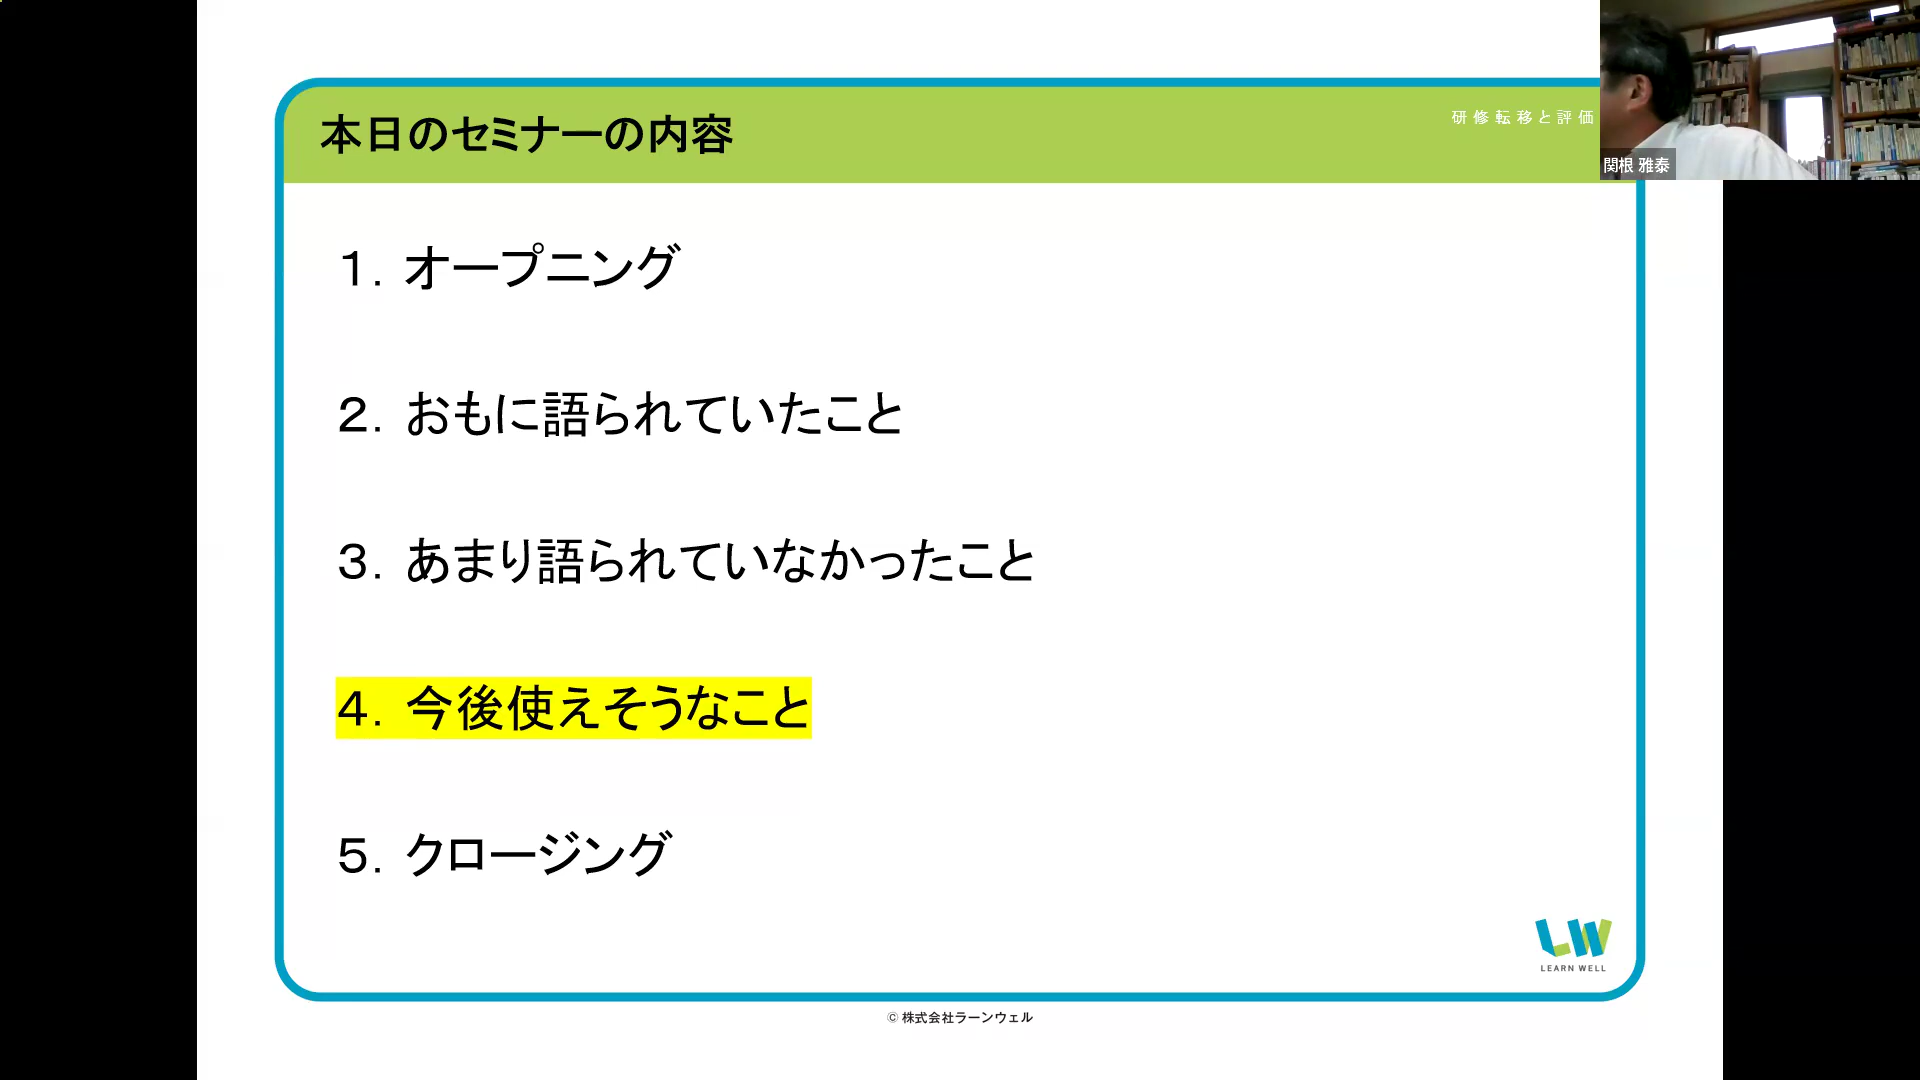 本日のセミナーの内容
研修転移と評価
関根 雅泰
１．オープニング
２．おもに語られていたこと
３．あまり語られていなかったこと
４．今後使えそうなこと
５．クロージング
LW
LEARN WELL
© 株式会社ラーンウェル